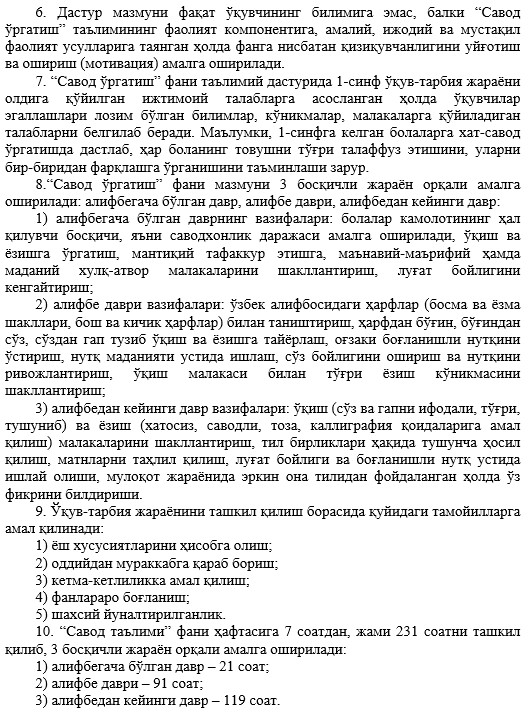 6. Дастур мазмуни фақат ўқувчининг билимига эмас, балки “Савод
ўргатиш” таълимининг фаолият компонентига, амалий, ижодий ва мустақил
фаолият усулларига таянган ҳолда фанга нисбатан қизиқувчанлигини уйғотиш
ва ошириш (мотивация) амалга оширилади.
7. “Савод ўргатиш” фани таълимий дастурида 1-синф ўқув-тарбия жараёни
олдига қўйилган ижтимоий талабларга асосланган ҳолда ўқувчилар
эгаллашлари лозим бўлган билимлар, кўникмалар, малакаларга қўйиладиган
талабларни белгилаб беради. Маълумки, 1-синфга келган болаларга хат-савод
ўргатишда дастлаб, ҳар боланинг товушни тўғри талаффуз этишини, уларни
бир-биридан фарқлашга ўрганишини таъминлаши зарур.
8.“Савод ўргатиш” фани мазмуни 3 босқичли жараён орқали амалга
оширилади: алифбегача бўлган давр, алифбе даври, алифбедан кейинги давр:
1) алифбегача бўлган даврнинг вазифалари: болалар камолотининг ҳал
қилувчи босқичи, яъни саводхонлик даражаси амалга оширилади, ўқиш ва
ёзишга ўргатиш, мантиқий тафаккур этишга, маънавий-маърифий ҳамда
маданий хулқ-атвор малакаларини шакллантириш, луғат бойлигини
кенгайтириш;
2) алифбе даври вазифалари: ўзбек алифбосидаги ҳарфлар (босма ва ёзма
шакллари, бош ва кичик ҳарфлар) билан таништириш, ҳарфдан бўғин, бўғиндан
сўз, сўздан гап тузиб ўқиш ва ёзишга тайёрлаш, оғзаки боғланишли нутқини
ўстириш, нутқ маданияти устида ишлаш, сўз бойлигини ошириш ва нутқини
ривожлантириш, ўқиш малакаси билан тўғри ёзиш кўникмасини
шакллантириш;
3) алифбедан кейинги давр вазифалари: ўқиш (сўз ва гапни ифодали, тўғри,
тушуниб) ва ёзиш (хатосиз, саводли, тоза, каллиграфия қоидаларига амал
қилиш) малакаларини шакллантириш, тил бирликлари ҳақида тушунча ҳосил
қилиш, матнларни таҳлил қилиш, луғат бойлиги ва боғланишли нутқ устида
ишлай олиши, мулоқот жараёнида эркин она тилидан фойдаланган ҳолда ўз
фикрини билдириши.
9. Ўқув-тарбия жараёнини ташкил қилиш борасида қуйидаги тамойилларга
амал қилинади:
1) ёш хусусиятларини ҳисобга олиш;
2) оддийдан мураккабга қараб бориш;
3) кетма-кетлиликка амал қилиш;
4) фанлараро боғланиш;
5) шахсий йуналтирилганлик.
10. “Савод таълими” фани ҳафтасига 7 соатдан, жами 231 соатни ташкил
қилиб, 3 босқичли жараён орқали амалга оширилади:
1) алифбегача бўлган давр – 21 соат;
2) алифбе даври – 91 соат;
3) алифбедан кейинги давр – 119 соат.